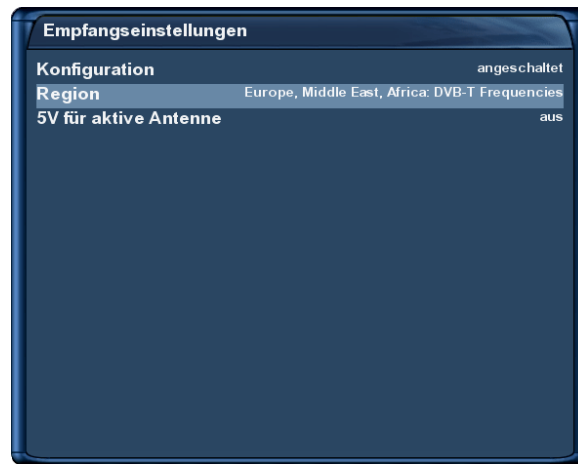 Empfangseinstellungen
Konfiguration angeschaltet
Region Europe, Middle East, Africa: DVB-T Frequencies
5V für aktive Antenne aus